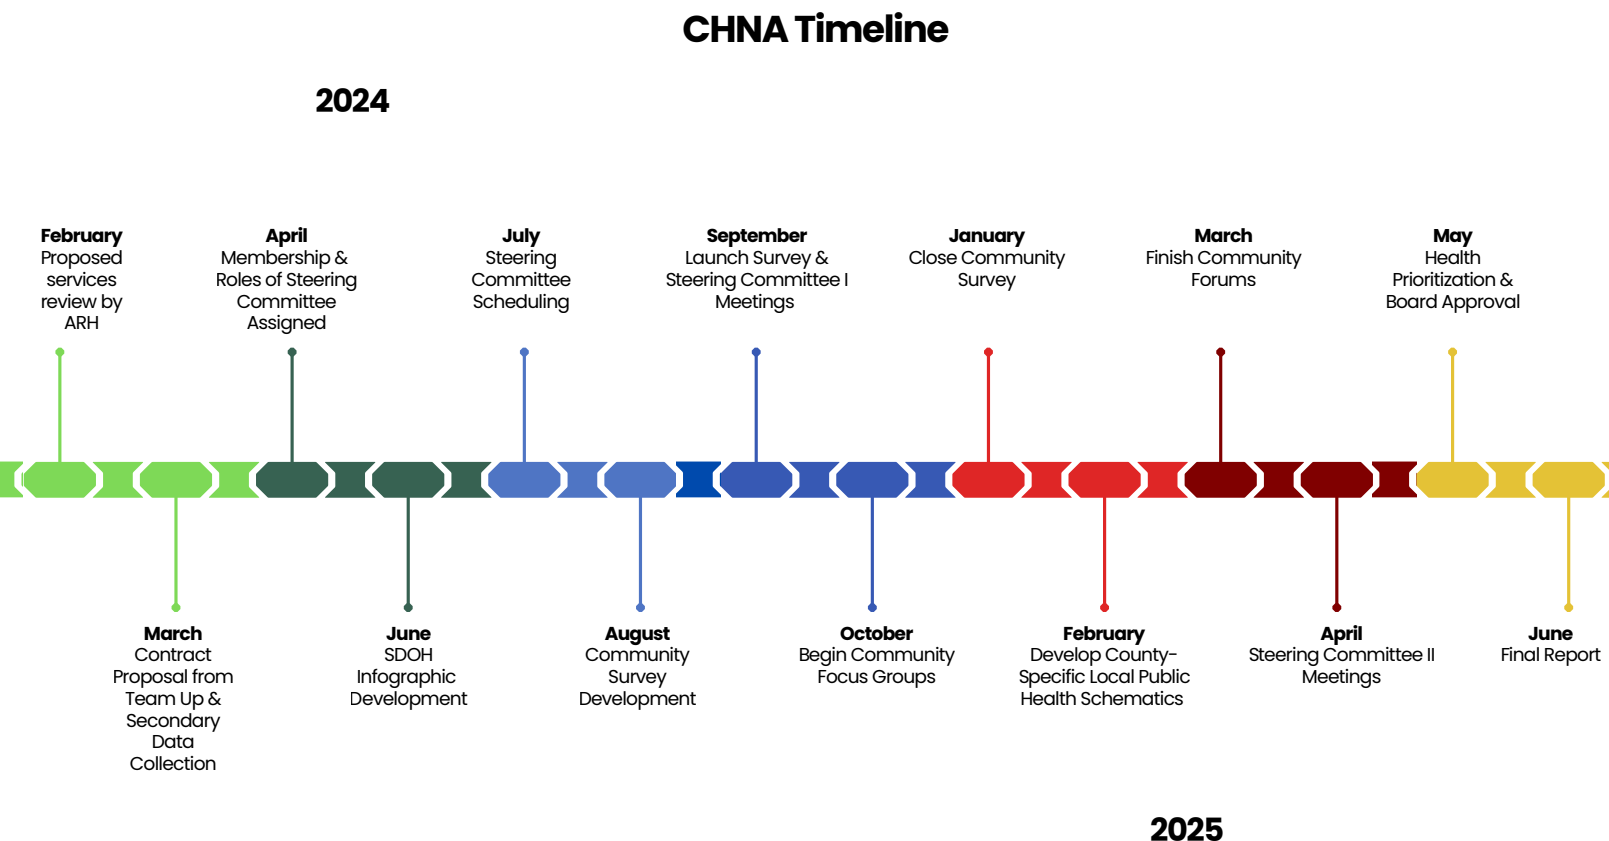 CHNA Timeline
2024
February
Proposed
services
review by
ARH
April
Membership &
Roles of Steering
Committee
Assigned
July
Steering
Committee
Scheduling
September
Launch Survey &
Steering Committee I
Meetings
January
Close Community
Survey
March
Finish Community
Forums
May
Health
Prioritization &
Board Approval
March
Contract
Proposal from
Team Up &
Secondary
Data
Collection
June
SDOH
Infographic
Development
August
Community
Survey
Development
October
Begin Community
Focus Groups
February
Develop County-
Specific Local Public
Health Schematics
April
Steering Committee II
Meetings
June
Final Report
2025